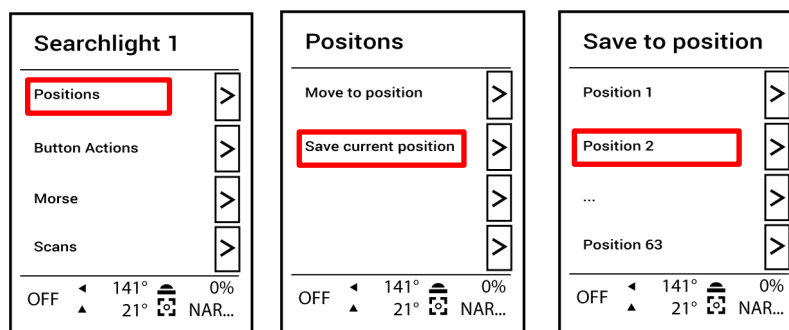 Searchlight 1
Positions
>
Button Actions
>
Morse
>
Scans
>
OFF 141° 0%
21° NAR...
Positons
Move to position
>
Save current position
>
>
>
OFF 141° 0%
21° NAR...
Save to position
Position 1
>
Position 2
>
...
>
Position 63
>
OFF 141° 0%
21° NAR...